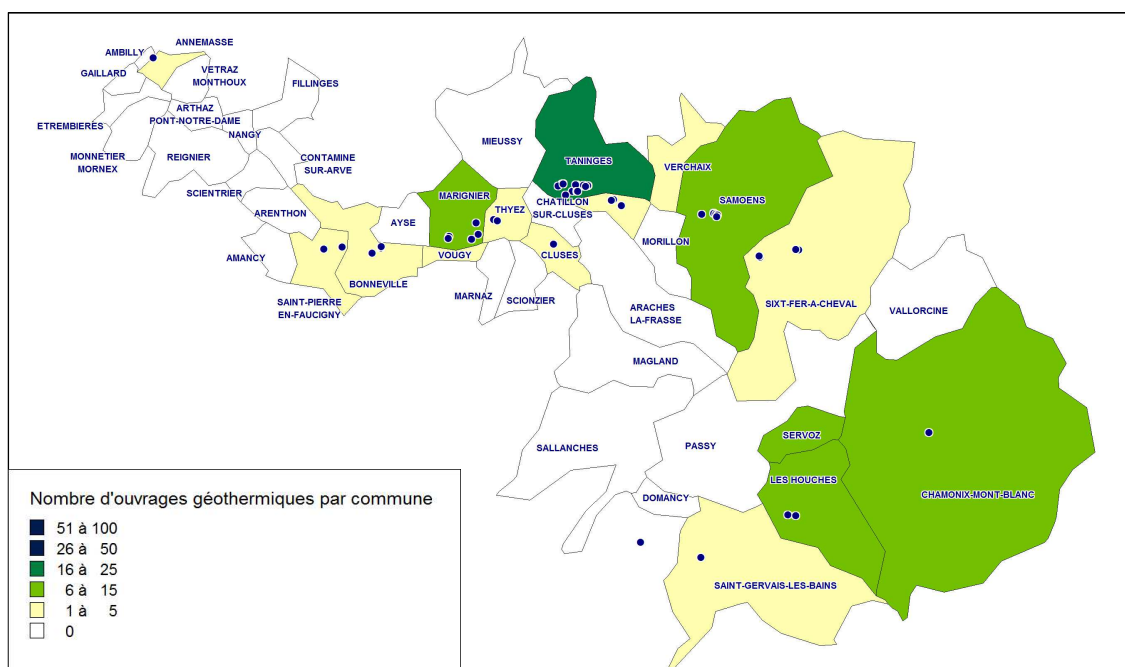 ANNEMASSE
AMBILLY
GAILLARD
VETRAZ
MONTHOUX
FILLINGES
ARTHAZ
PONT-NOTRE-DAME
ETREMBIERES
NANGY
MIEUSSY
MONNETIER
MORNEX
REIGNIER
CONTAMINE
SUR-ARVE
TANINGES
VERCHAIX
SCIENTRIER
MARIGNIER
CHATILLON
SUR-CLUSES
SAMOENS
ARENTHON
AYSE
THYEZ
MORILLON
AMANCY
VOUGY
CLUSES
BONNEVILLE
MARNAZ
SCIONZIER
SAINT-PIERRE
EN-FAUCIGNY
ARACHES
LA-FRASSE
SIXT-FER-A-CHEVAL
VALLORCINE
MAGLAND
SERVOZ
SALLANCHES
PASSY
LES HOUCHES
DOMANCY
CHAMONIX-MONT-BLANC
SAINT-GERVAIS-LES-BAINS
Nombre d'ouvrages géothermiques par commune
51 à 100
26 à 50
16 à 25
6 à 15
1 à 5
0